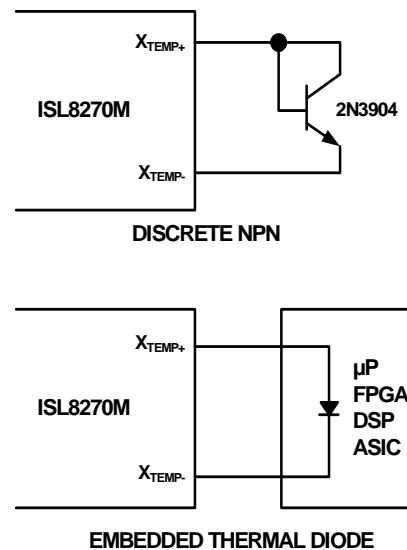 XTEMP+
ISL8270M
2N3904
XTEMP-
DISCRETE NPN
XTEMP+
µP
FPGA
ISL8270M
DSP
ASIC
XTEMP-
EMBEDDED THERMAL DIODE